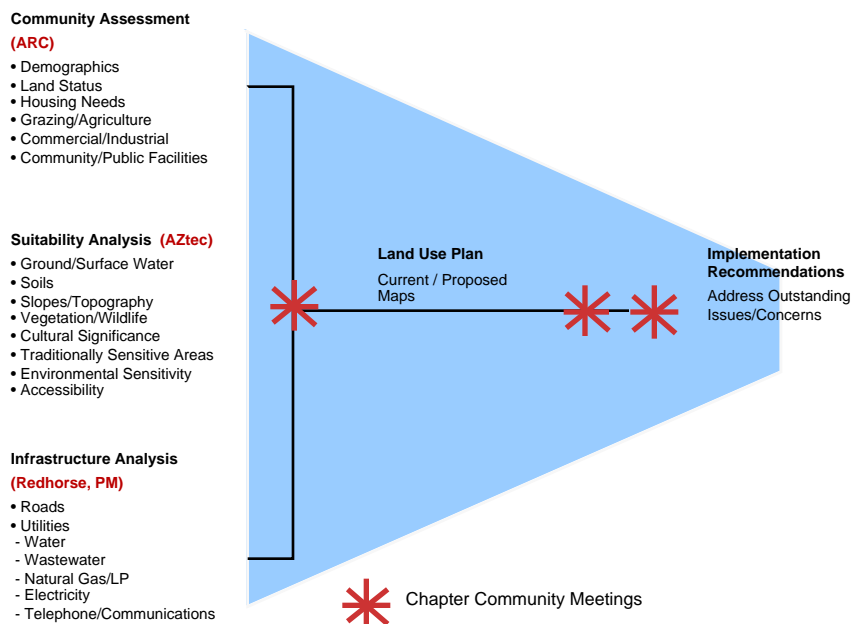 Community Assessment
(ARC)
• Demographics
• Land Status
• Housing Needs
• Grazing/Agriculture
• Commercial/Industrial
• Community/Public Facilities
Suitability Analysis (AZtec)
• Ground/Surface Water
• Soils
• Slopes/Topography
• Vegetation/Wildlife
• Cultural Significance
• Traditionally Sensitive Areas
• Environmental Sensitivity
• Accessibility
Infrastructure Analysis
(Redhorse, PM)
• Roads
• Utilities
- Water
- Wastewater
- Natural Gas/LP
- Electricity
- Telephone/Communications
Land Use Plan
Current / Proposed
Maps
Implementation
Recommendations
Address Outstanding
Issues/Concerns
Chapter Community Meetings